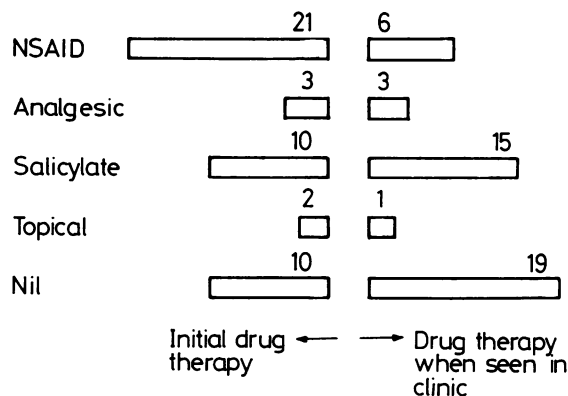 21 6
NSAID
3 3
Analgesic
10 15
Salicylate
2 1
Topical
10 19
Nil
Initial drug
therapy
Drug therapy
when seen in
clinic